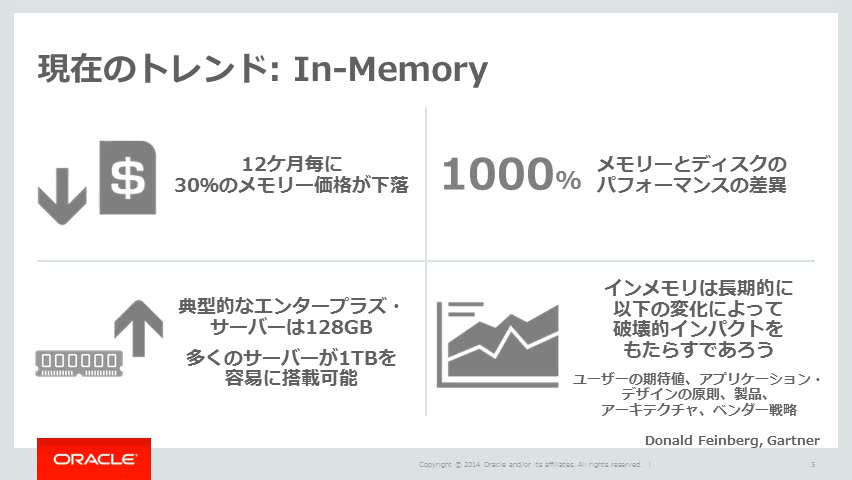 現在のトレンド: In-Memory
12ケ月毎に
30%のメモリー価格が下落
1000%
メモリーとディスクの
パフォーマンスの差異
典型的なエンタープラズ・
サーバーは128GB
多くのサーバーが1TBを
容易に搭載可能
インメモリは長期的に
以下の変化によって
破壊的インパクトを
もたらすであろう
ユーザーの期待値、アプリケーション・
デザインの原則、製品、
アーキテクチャ、ベンダー戦略
Donald Feinberg, Gartner
ORACLE
Copyright © 2014 Oracle and/or its affiliates. All rights reserved. |
5